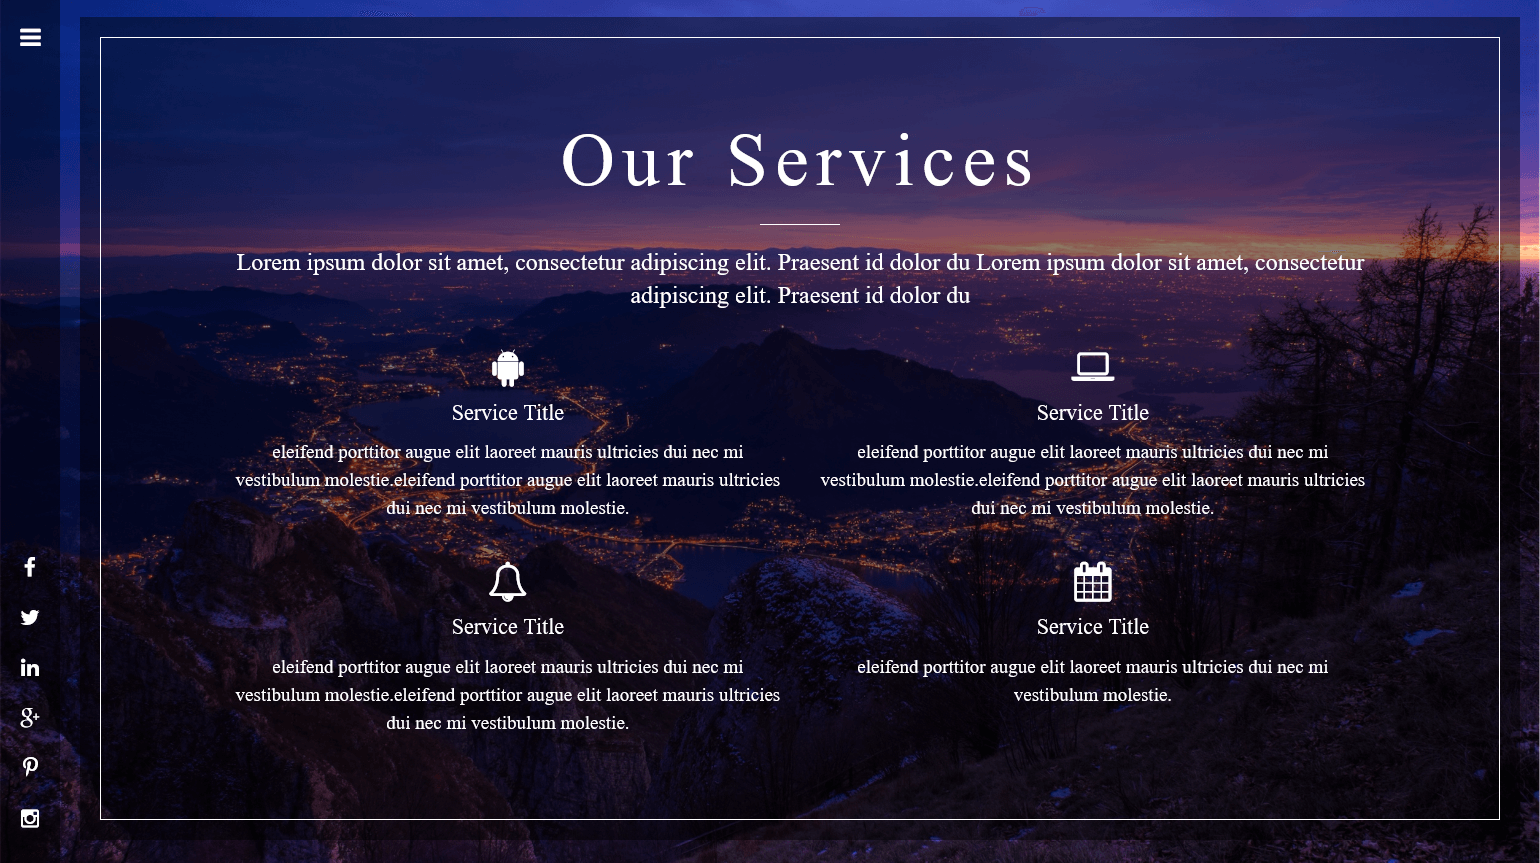 Our Services
Lorem ipsum dolor sit amet, consectetur adipiscing elit. Praesent id dolor du Lorem ipsum dolor sit amet, consectetur
adipiscing elit. Praesent id dolor du
Service Title
eleifend porttitor augue elit laoreet mauris ultricies dui nec mi
vestibulum molestie.eleifend porttitor augue elit laoreet mauris ultricies
dui nec mi vestibulum molestie.
Service Title
eleifend porttitor augue elit laoreet mauris ultricies dui nec mi
vestibulum molestie.eleifend porttitor augue elit laoreet mauris ultricies
dui nec mi vestibulum molestie.
Service Title
eleifend porttitor augue elit laoreet mauris ultricies dui nec mi
vestibulum molestie.eleifend porttitor augue elit laoreet mauris ultricies
dui nec mi vestibulum molestie.
Service Title
eleifend porttitor augue elit laoreet mauris ultricies dui nec mi
vestibulum molestie.